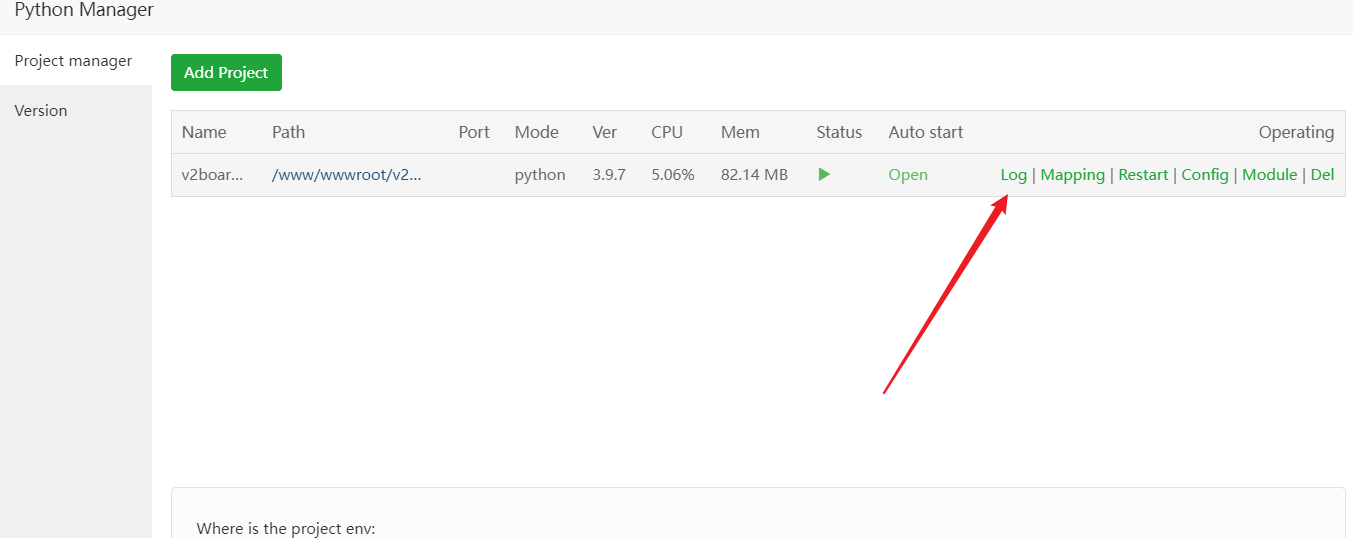 Python Manager
Project manager
Version
Add Project
Name Path Port Mode Ver CPU Mem Status Auto start Operating
v2boar... /www/wwwroot/v2... python 3.9.7 5.06% 82.14 MB Open Log | Mapping | Restart | Config | Module | Del
Where is the project env: